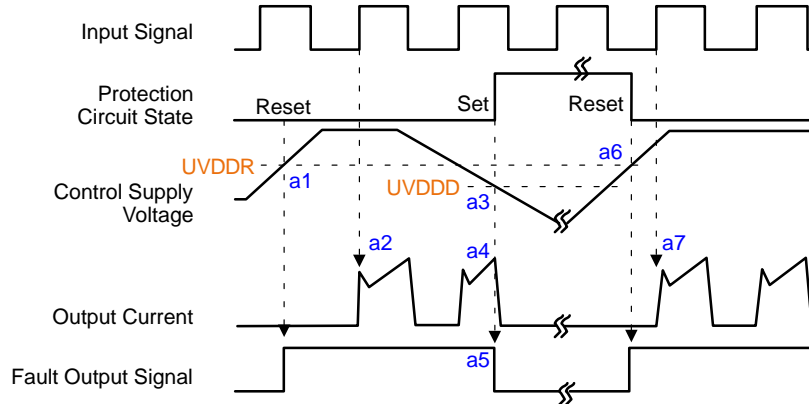 Input Signal
Protection
Circuit State
Reset
Set
Reset
UVDDR
a1
a6
UVDDD
a3
Control Supply
Voltage
a2
a4
a7
Output Current
a5
Fault Output Signal